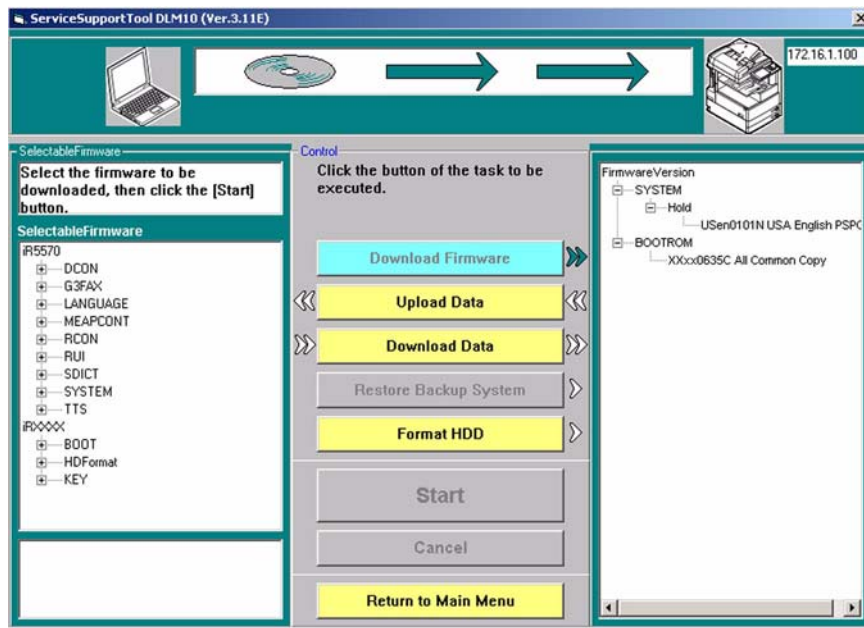 ServiceSupportTool DLM10 (Ver.3.11E)
172.16.1.100
SelectableFirmware
Select the firmware to be
downloaded, then click the [Start]
button.
SelectableFirmware
iR5570
DCON
G3FAX
LANGUAGE
MEAPCONT
RCON
RUI
SDICT
SYSTEM
TTS
iRXXXX
BOOT
HDFormat
KEY
Control
Click the button of the task to be
executed.
Download Firmware
Upload Data
Download Data
Restore Backup System
Format HDD
Start
Cancel
Return to Main Menu
FirmwareVersion
SYSTEM
Hold
USen0101N USA English PSPC
BOOTROM
XXxx0635C All Common Copy